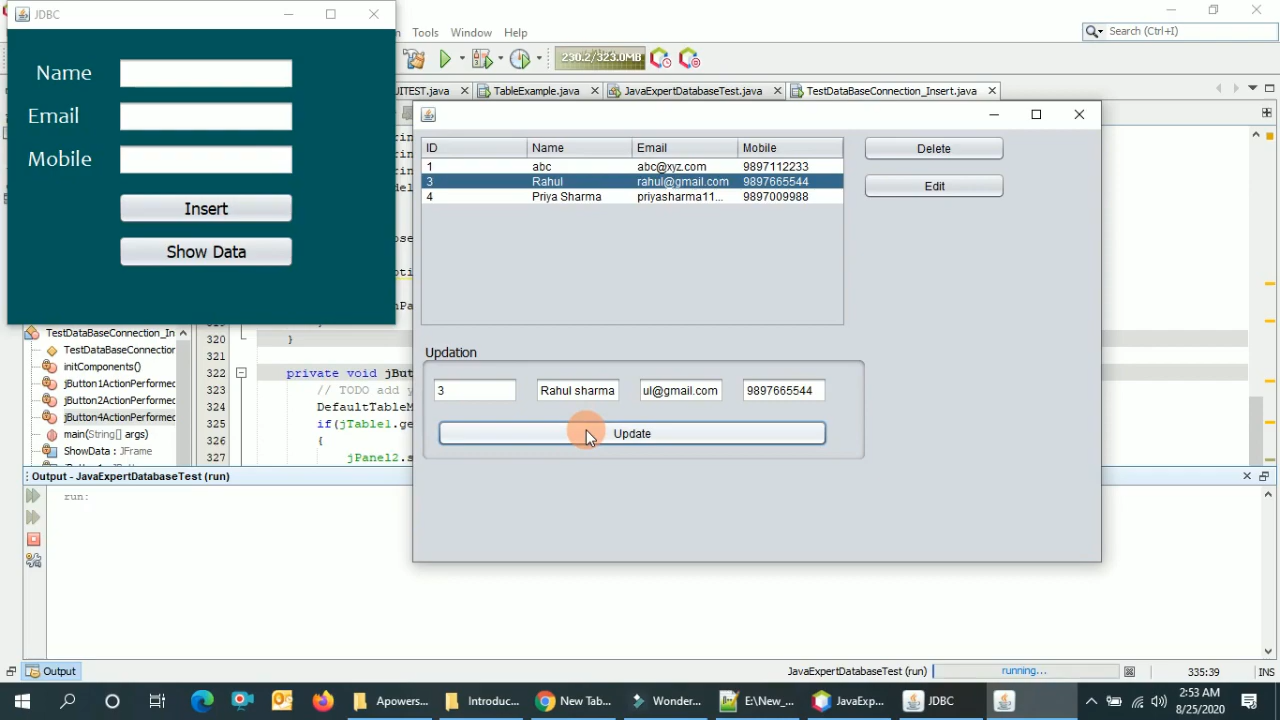 JDBC
Tools Window Help
Search (Ctrl+I)
230.2/323.0MB
UITEST.java
TableExample.java
JavaExpertDatabaseTest.java
TestDataBaseConnection_Insert.java
Name
Email
Mobile
Insert
Show Data
ID Name Email Mobile
1 abc abc@xyz.com 9897112233
3 Rahul rahul@gmail.com 9897665544
4 Priya Sharma priyasharma11... 9897009988
Delete
Edit
Updation
3 Rahul sharma ul@gmail.com 9897665544
Update
TestDataBaseConnection_In
TestDataBaseConnection
initComponents()
jButton1ActionPerformed
jButton2ActionPerformed
jButton4ActionPerformed
main(String[] args)
ShowData : JFrame
320 }
321
322 private void jBut
323 // TODO add y
324 DefaultTableM
325 if(jTable1.ge
326 {
327 jPanel2.s
Output - JavaExpertDatabaseTest (run)
run:
Output
JavaExpertDatabaseTest (run) running... 335:39 INS
Apowers...
Introduc...
New Tab...
Wonder...
E:\New_...
JavaExp...
JDBC
2:53 AM
8/25/2020